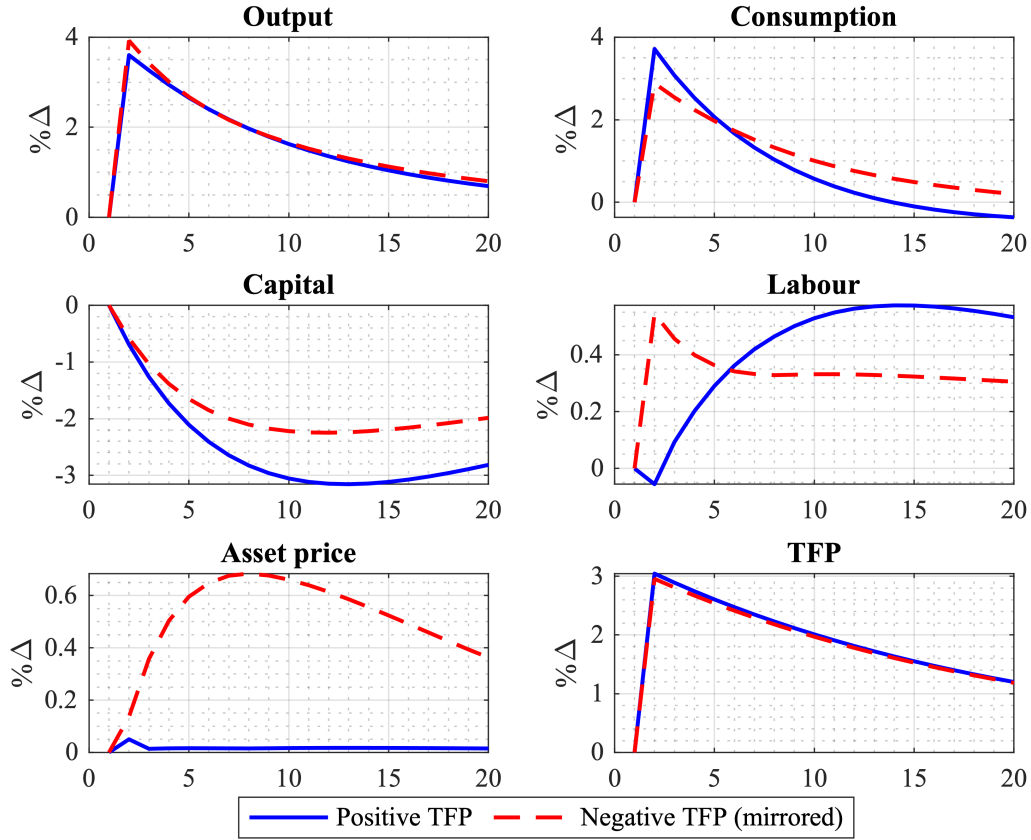 Output
4
2
0
% Δ
0 5 10 15 20
Consumption
4
2
0
% Δ
0 5 10 15 20
Capital
0
-1
-2
-3
% Δ
0 5 10 15 20
Labour
0.4
0.2
0
% Δ
0 5 10 15 20
Asset price
0.6
0.4
0.2
0
% Δ
0 5 10 15 20
TFP
3
2
1
0
% Δ
0 5 10 15 20
Positive TFP Negative TFP (mirrored)